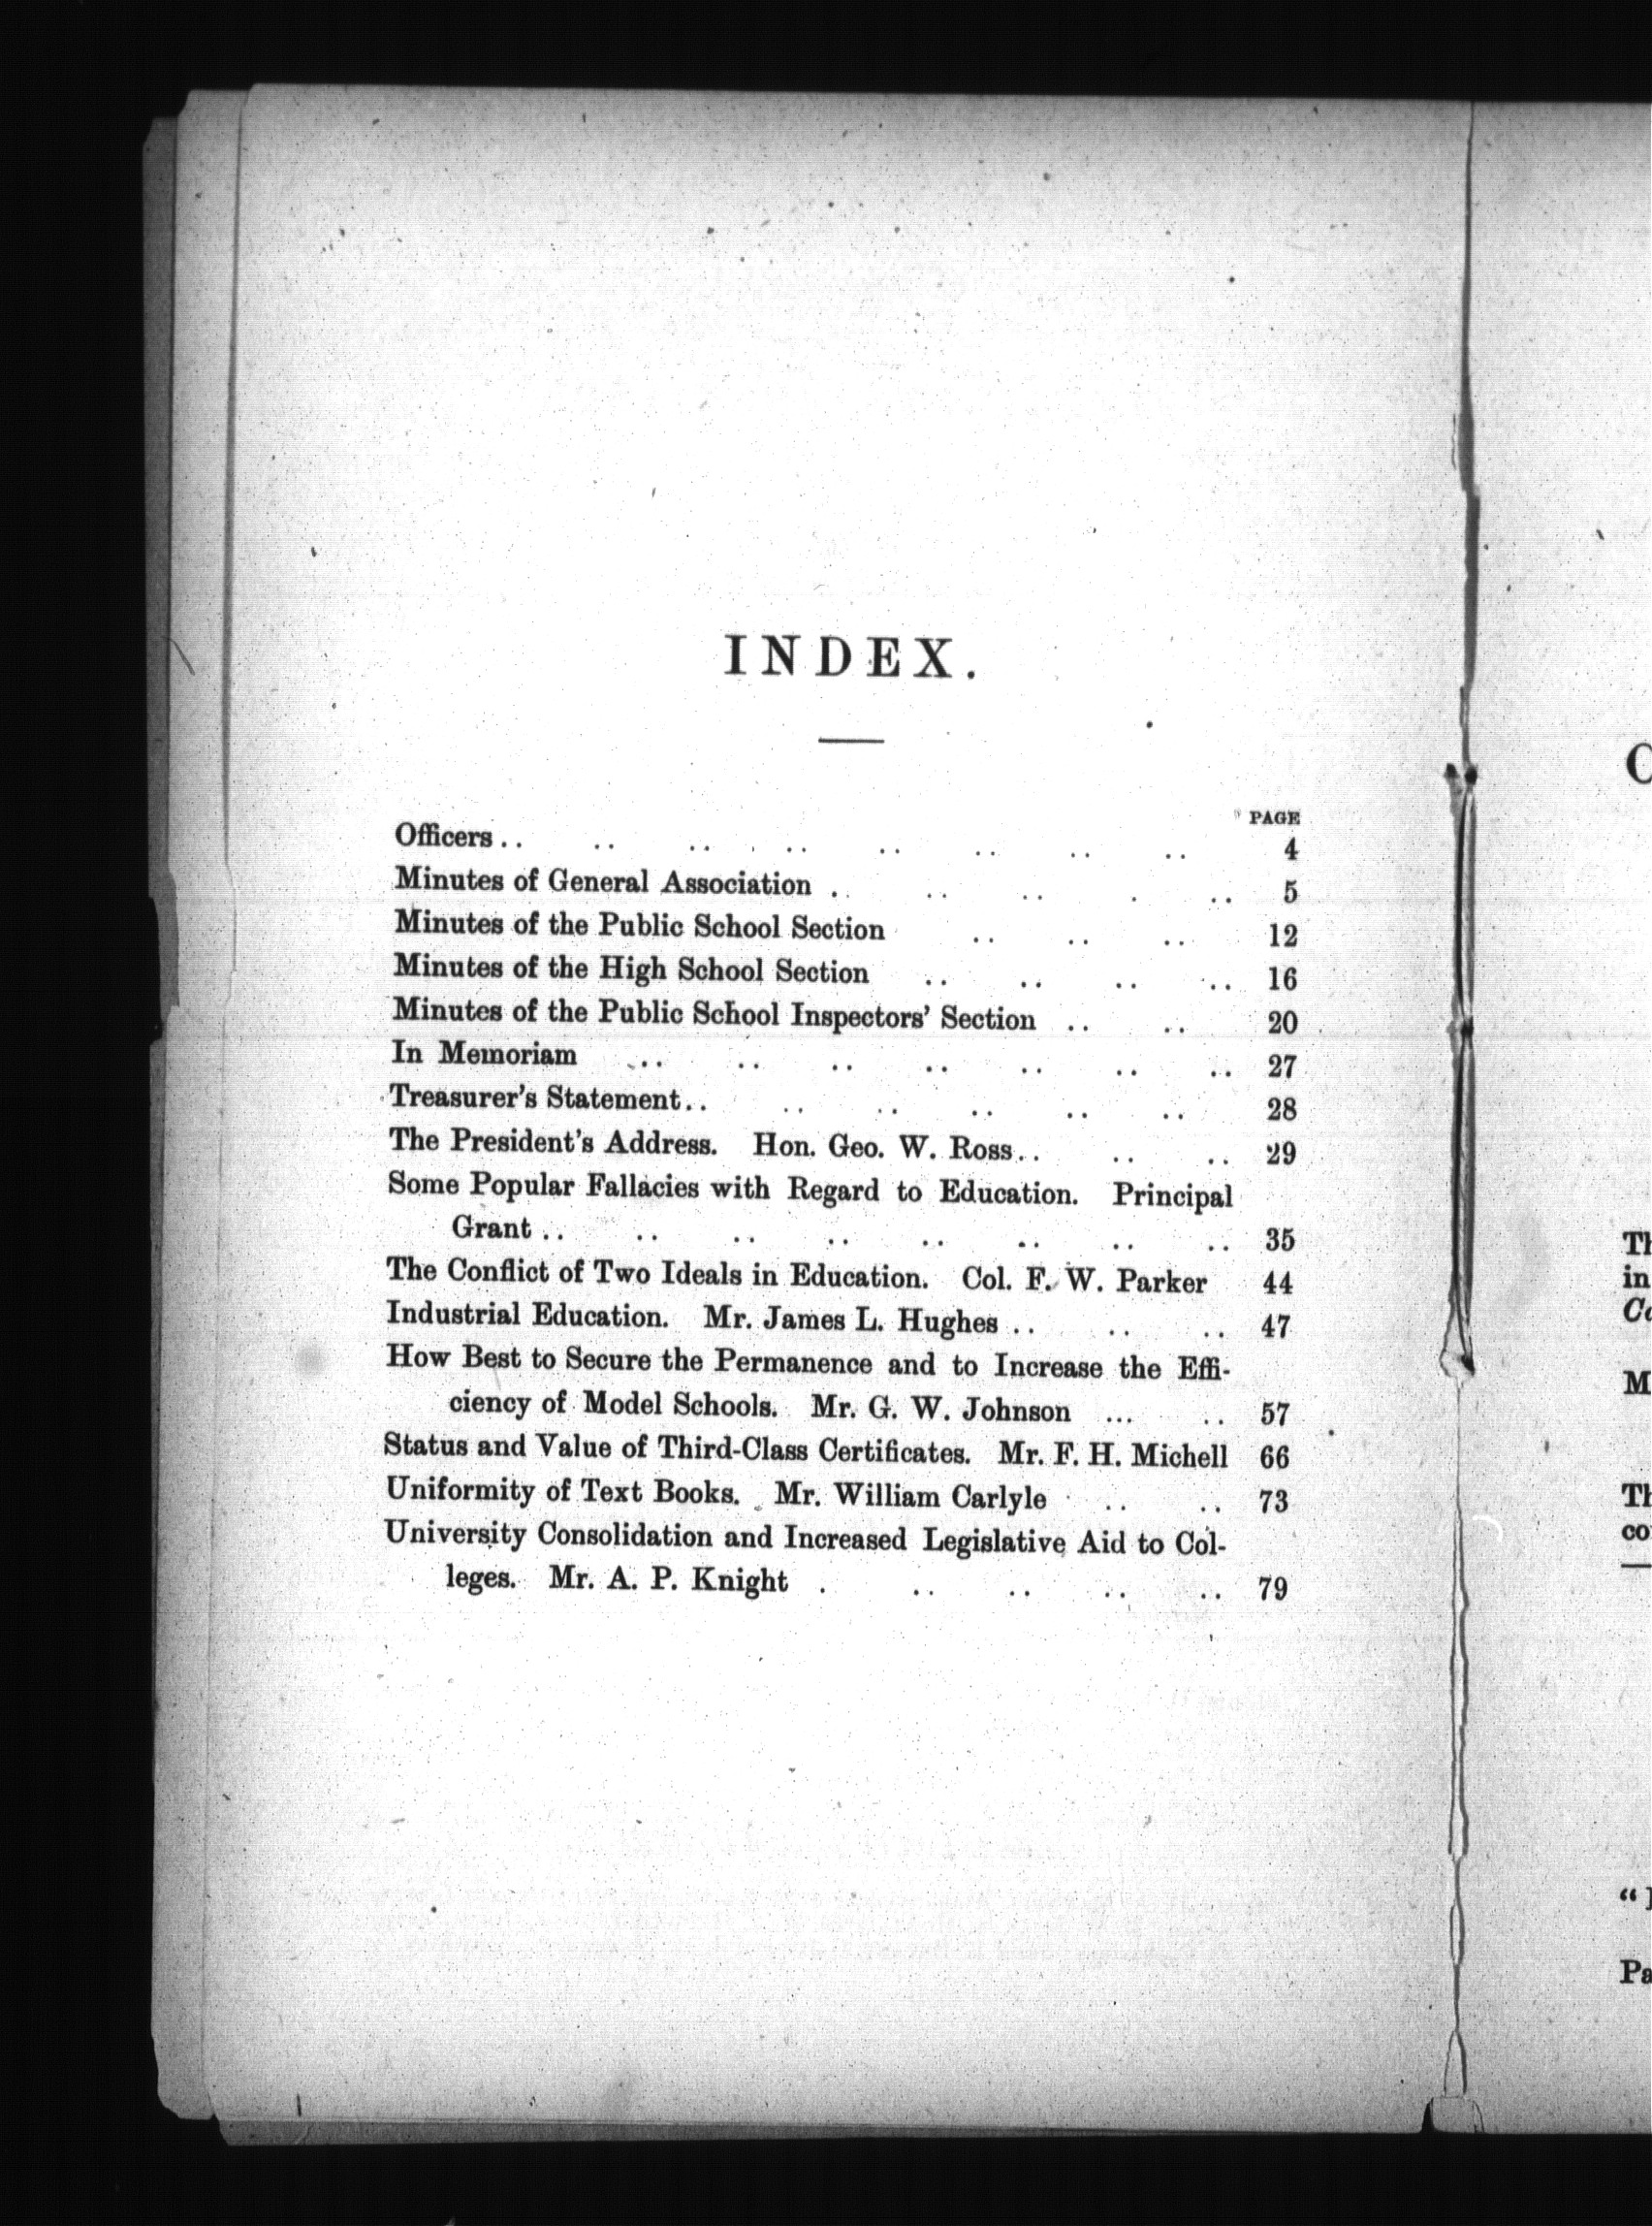 INDEX.
PAGE
Officers.. .. .. .. .. .. .. .. 4
Minutes of General Association . .. .. . .. 5
Minutes of the Public School Section .. .. .. 12
Minutes of the High School Section .. .. .. .. 16
Minutes of the Public School Inspectors' Section .. .. 20
In Memoriam .. .. .. .. .. .. .. 27
Treasurer's Statement.. .. .. .. .. .. 28
The President's Address. Hon. Geo. W. Ross.. .. .. 29
Some Popular Fallacies with Regard to Education. Principal
Grant .. .. .. .. .. .. .. .. 35
The Conflict of Two Ideals in Education. Col. F. W. Parker 44
Industrial Education. Mr. James L. Hughes .. .. .. 47
How Best to Secure the Permanence and to Increase the Effi-
ciency of Model Schools. Mr. G. W. Johnson ... .. 57
Status and Value of Third-Class Certificates. Mr. F. H. Michell 66
Uniformity of Text Books. Mr. William Carlyle .. .. 73
University Consolidation and Increased Legislative Aid to Col-
leges. Mr. A. P. Knight . .. .. .. .. 79